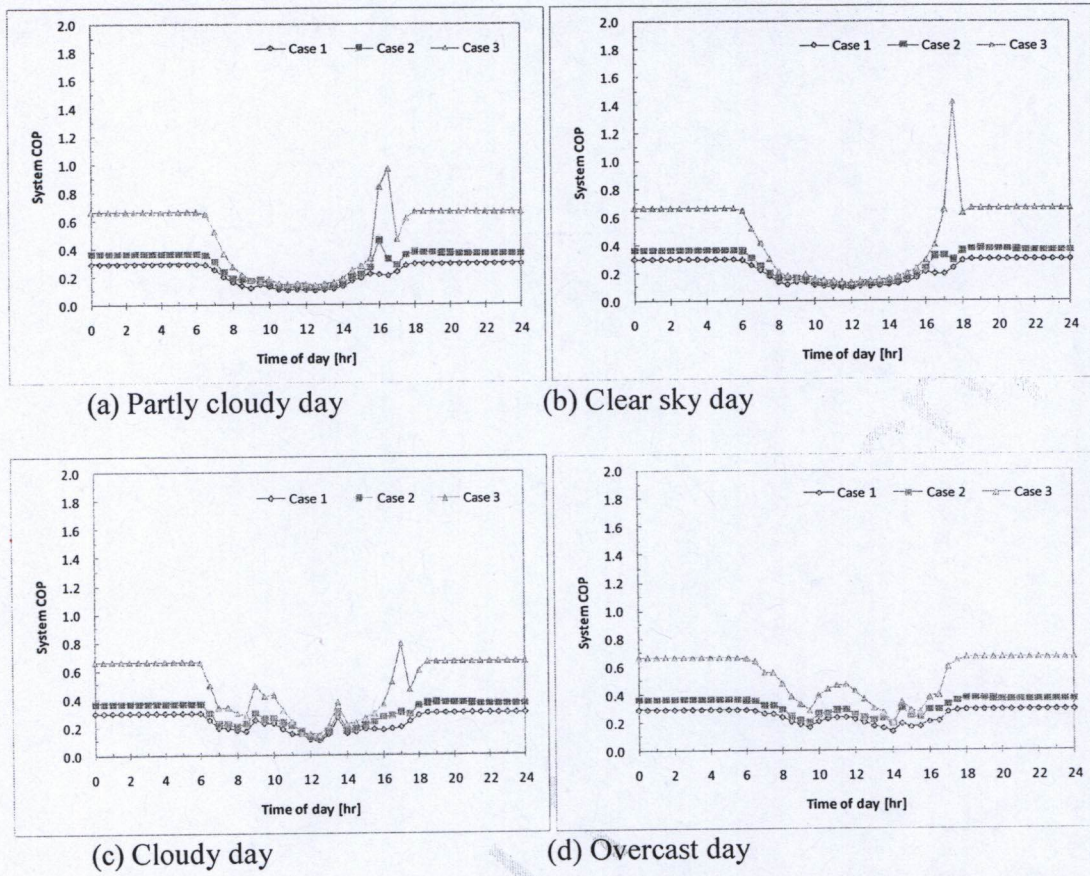 Case 1 Case 2 Case 3
2.0
1.8
1.6
1.4
1.2
1.0
0.8
0.6
0.4
0.2
0.0
System COP
0 2 4 6 8 10 12 14 16 18 20 22 24
Time of day [hr]
(a) Partly cloudy day
Case 1 Case 2 Case 3
2.0
1.8
1.6
1.4
1.2
1.0
0.8
0.6
0.4
0.2
0.0
System COP
0 2 4 6 8 10 12 14 16 18 20 22 24
Time of day [hr]
(b) Clear sky day
Case 1 Case 2 Case 3
2.0
1.8
1.6
1.4
1.2
1.0
0.8
0.6
0.4
0.2
0.0
System COP
0 2 4 6 8 10 12 14 16 18 20 22 24
Time of day [hr]
(c) Cloudy day
Case 1 Case 2 Case 3
2.0
1.8
1.6
1.4
1.2
1.0
0.8
0.6
0.4
0.2
0.0
System COP
0 2 4 6 8 10 12 14 16 18 20 22 24
Time of day [hr]
(d) Overcast day